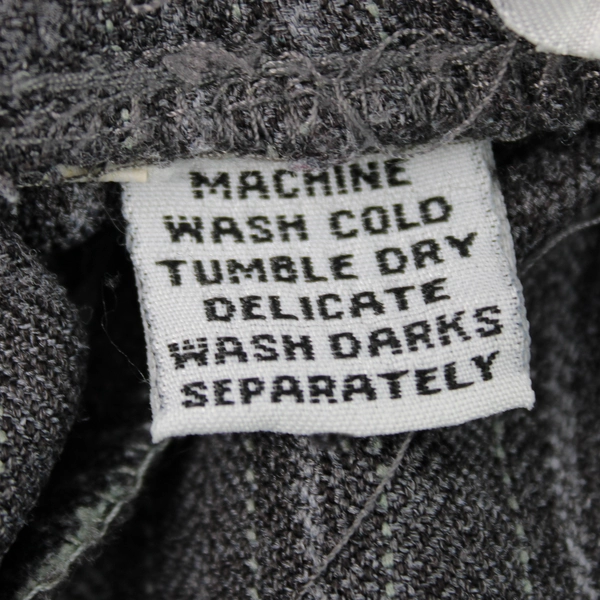 MACHINE
WASH COLD
TUMBLE DRY
DELICATE
WASH DARKS
SEPARATELY